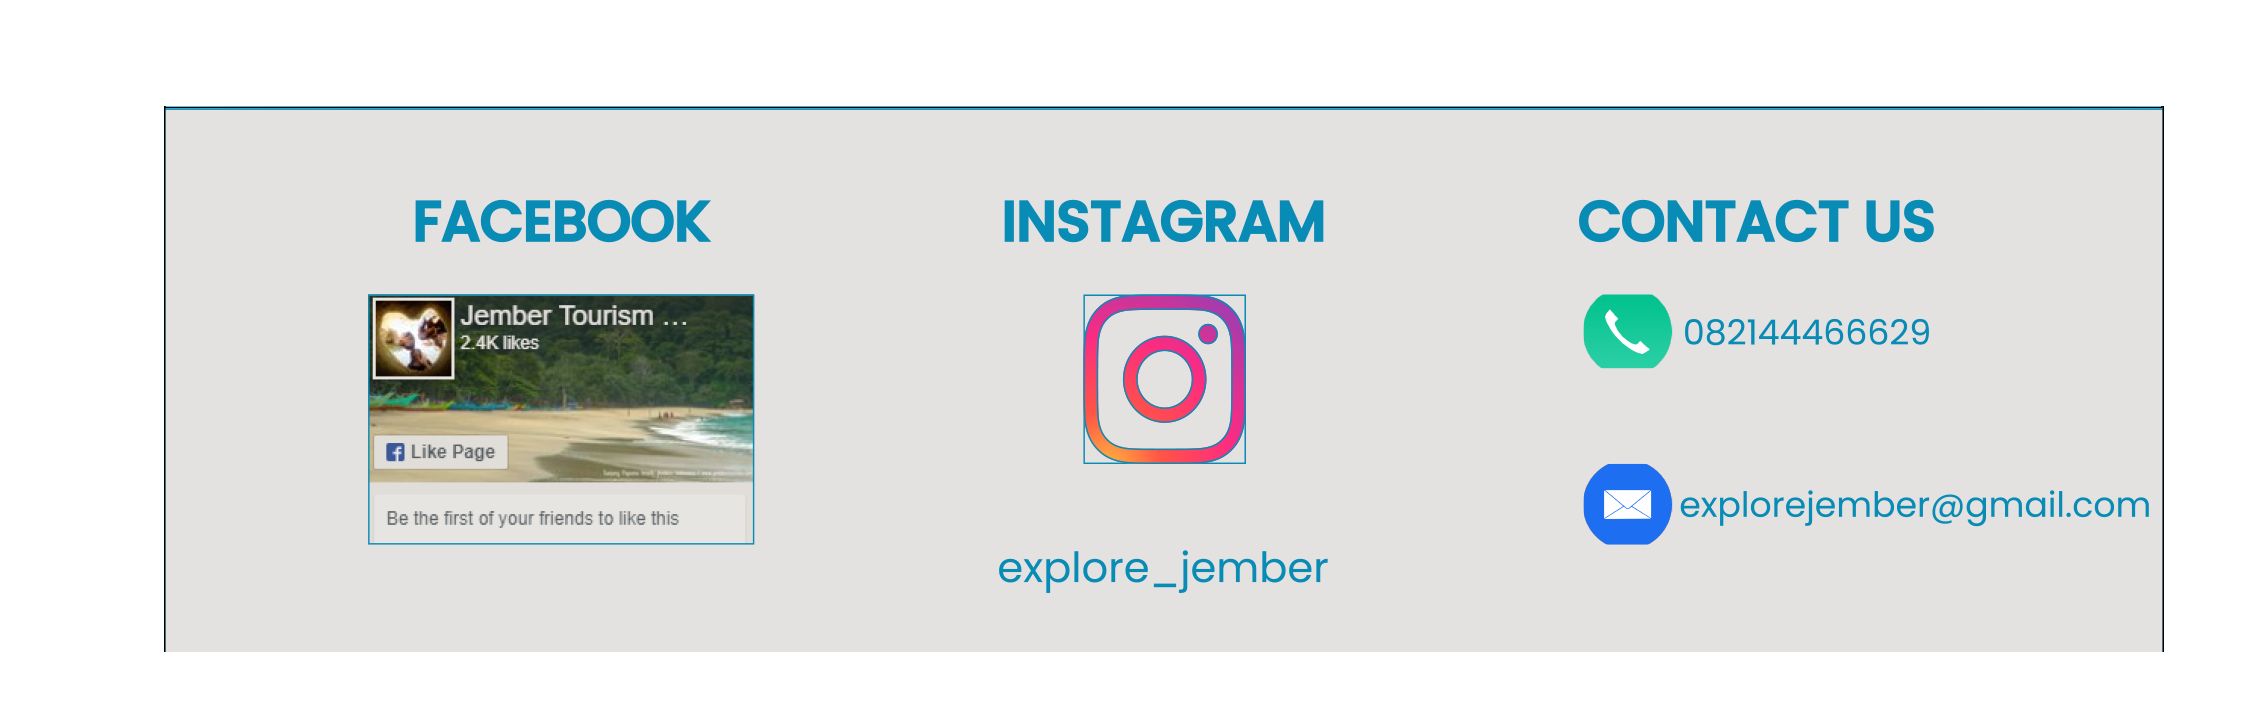 FACEBOOK
Jember Tourism ...
2.4K likes
Like Page
Be the first of your friends to like this
INSTAGRAM
explore_jember
CONTACT US
082144466629
explorejember@gmail.com